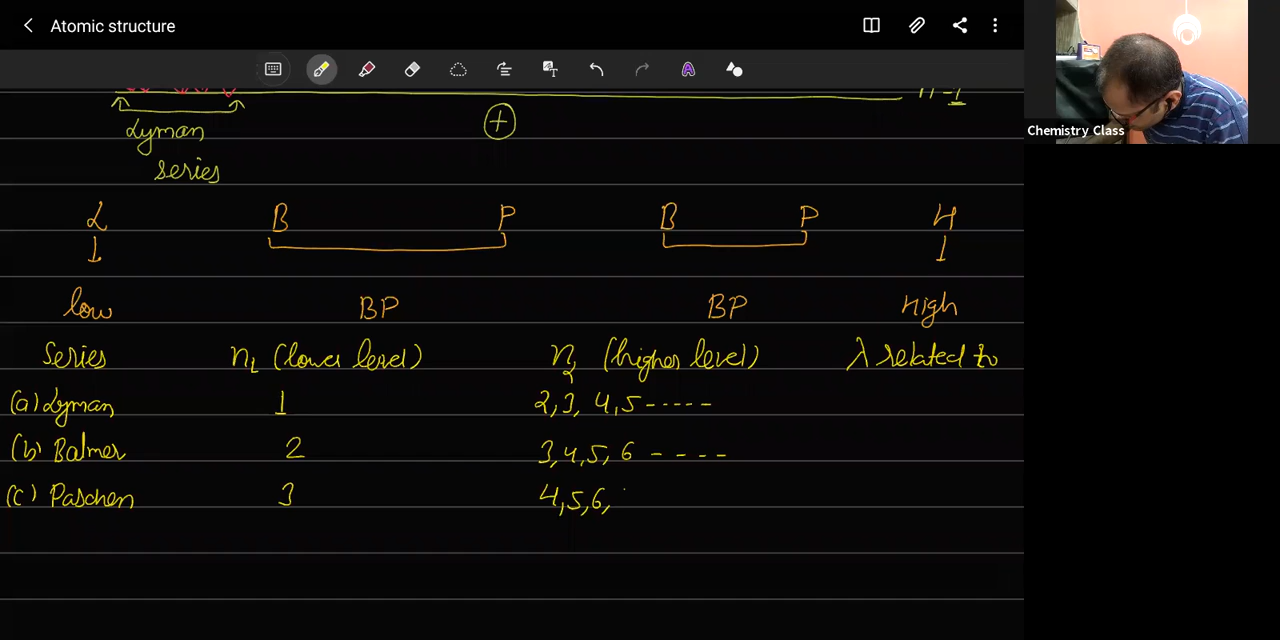 Atomic structure
Chemistry Class
Lyman
series
+
L B P B P H
low BP BP high
Series n1 (lower level) n2 (higher level) λ related to
(a) Lyman 1 2,3, 4,5-----
(b) Balmer 2 3,4,5, 6 - - - -
(c) Paschen 3 4,5,6,